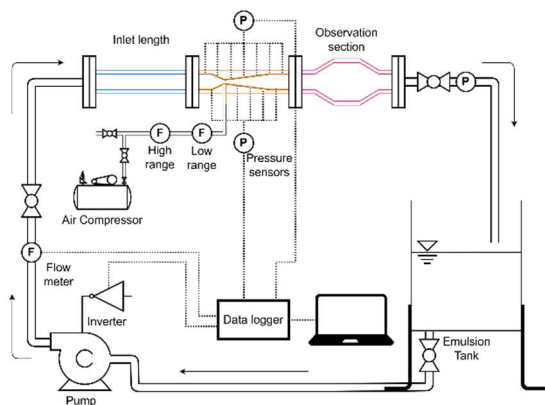 P
Inlet length
Observation
section
P
F
F
High
range
Low
range
P
Pressure
sensors
Air Compressor
F
Flow
meter
Inverter
Data logger
C
Pump
Emulsion
Tank